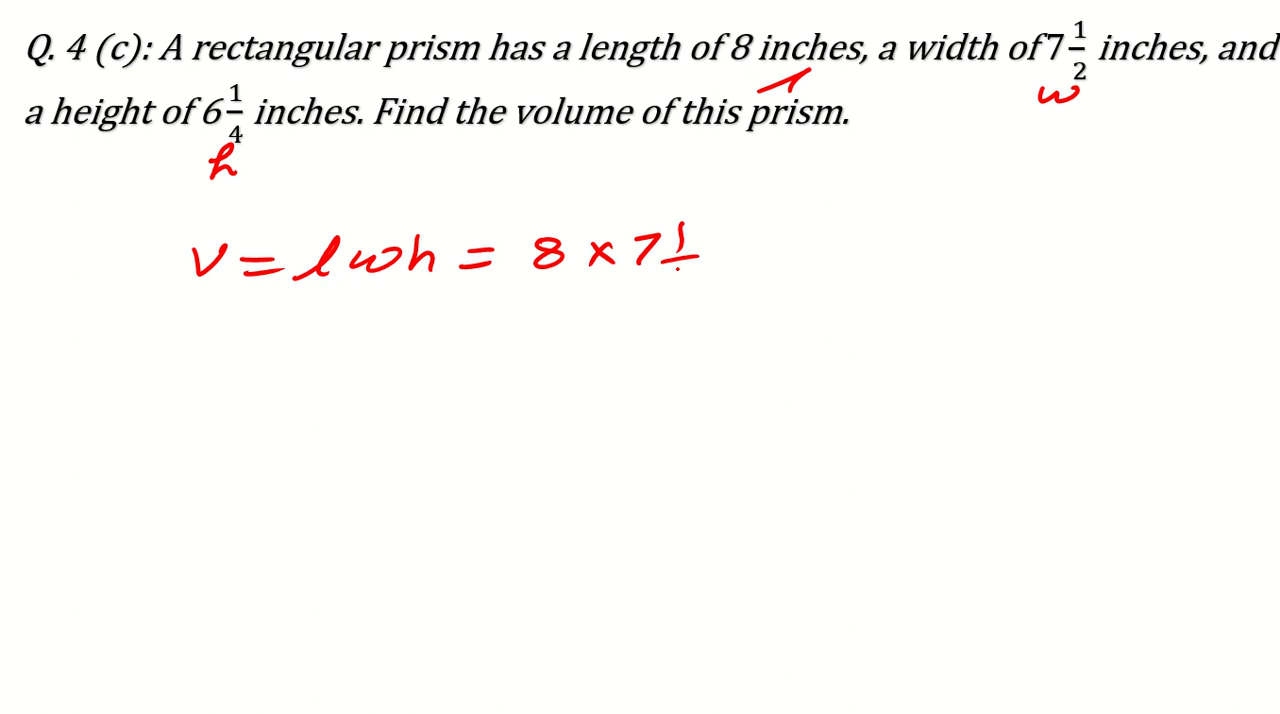 Q. 4 (c): A rectangular prism has a length of 8 inches, a width of 7 1/2 inches, and
a height of 6 1/4 inches. Find the volume of this prism.
w
h
V = l w h = 8 × 7 1/